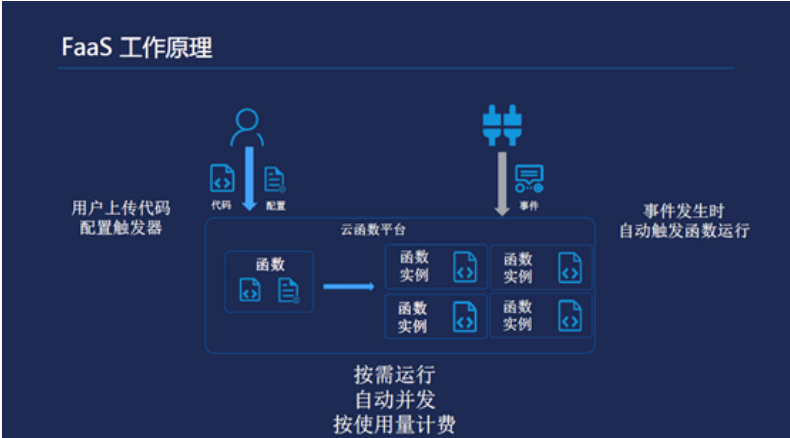 FaaS 工作原理
代码
配置
事件
用户上传代码
配置触发器
事件发生时
自动触发函数运行
云函数平台
函数
函数
实例
函数
实例
函数
实例
函数
实例
按需运行
自动并发
按使用量计费